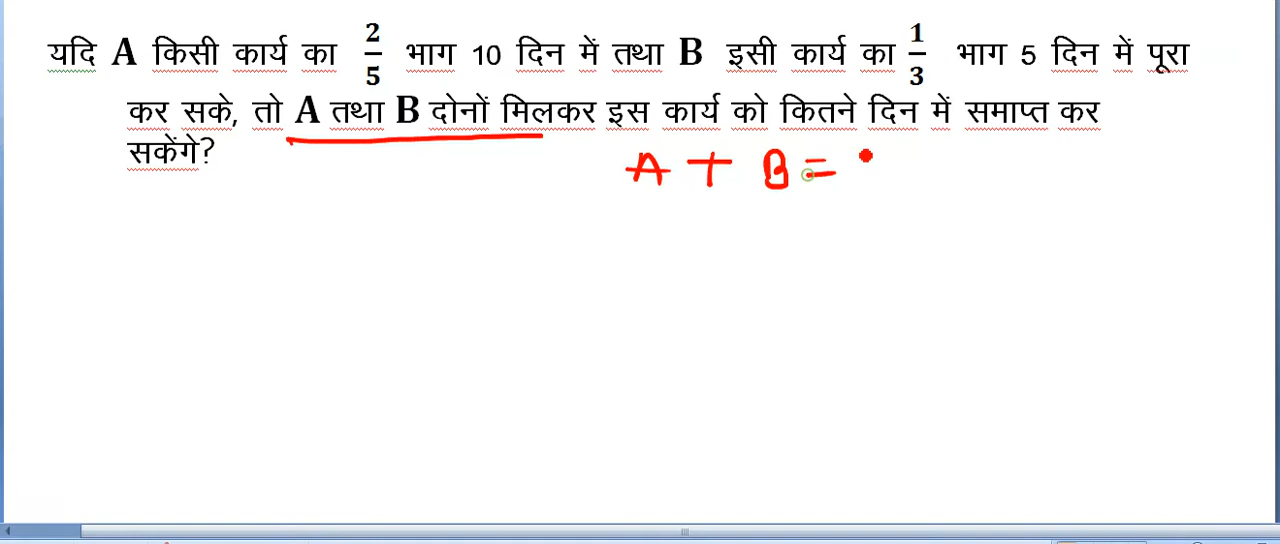 यदि A किसी कार्य का 2/5 भाग 10 दिन में तथा B इसी कार्य का 1/3 भाग 5 दिन में पूरा
कर सके, तो A तथा B दोनों मिलकर इस कार्य को कितने दिन में समाप्त कर
सकेंगे?
A + B =